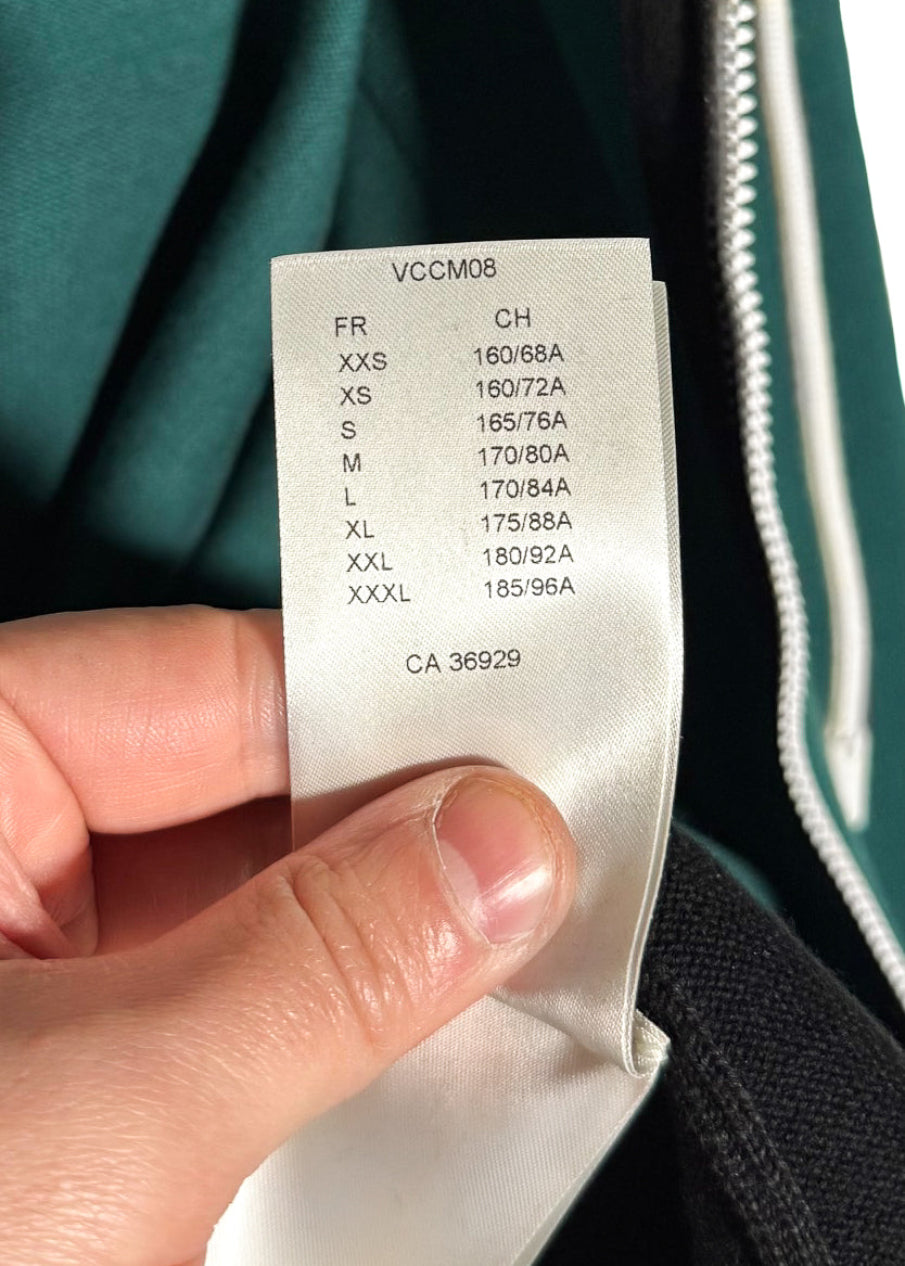 VCCM08
FR CH
XXS 160/68A
XS 160/72A
S 165/76A
M 170/80A
L 170/84A
XL 175/88A
XXL 180/92A
XXXL 185/96A
CA 36929